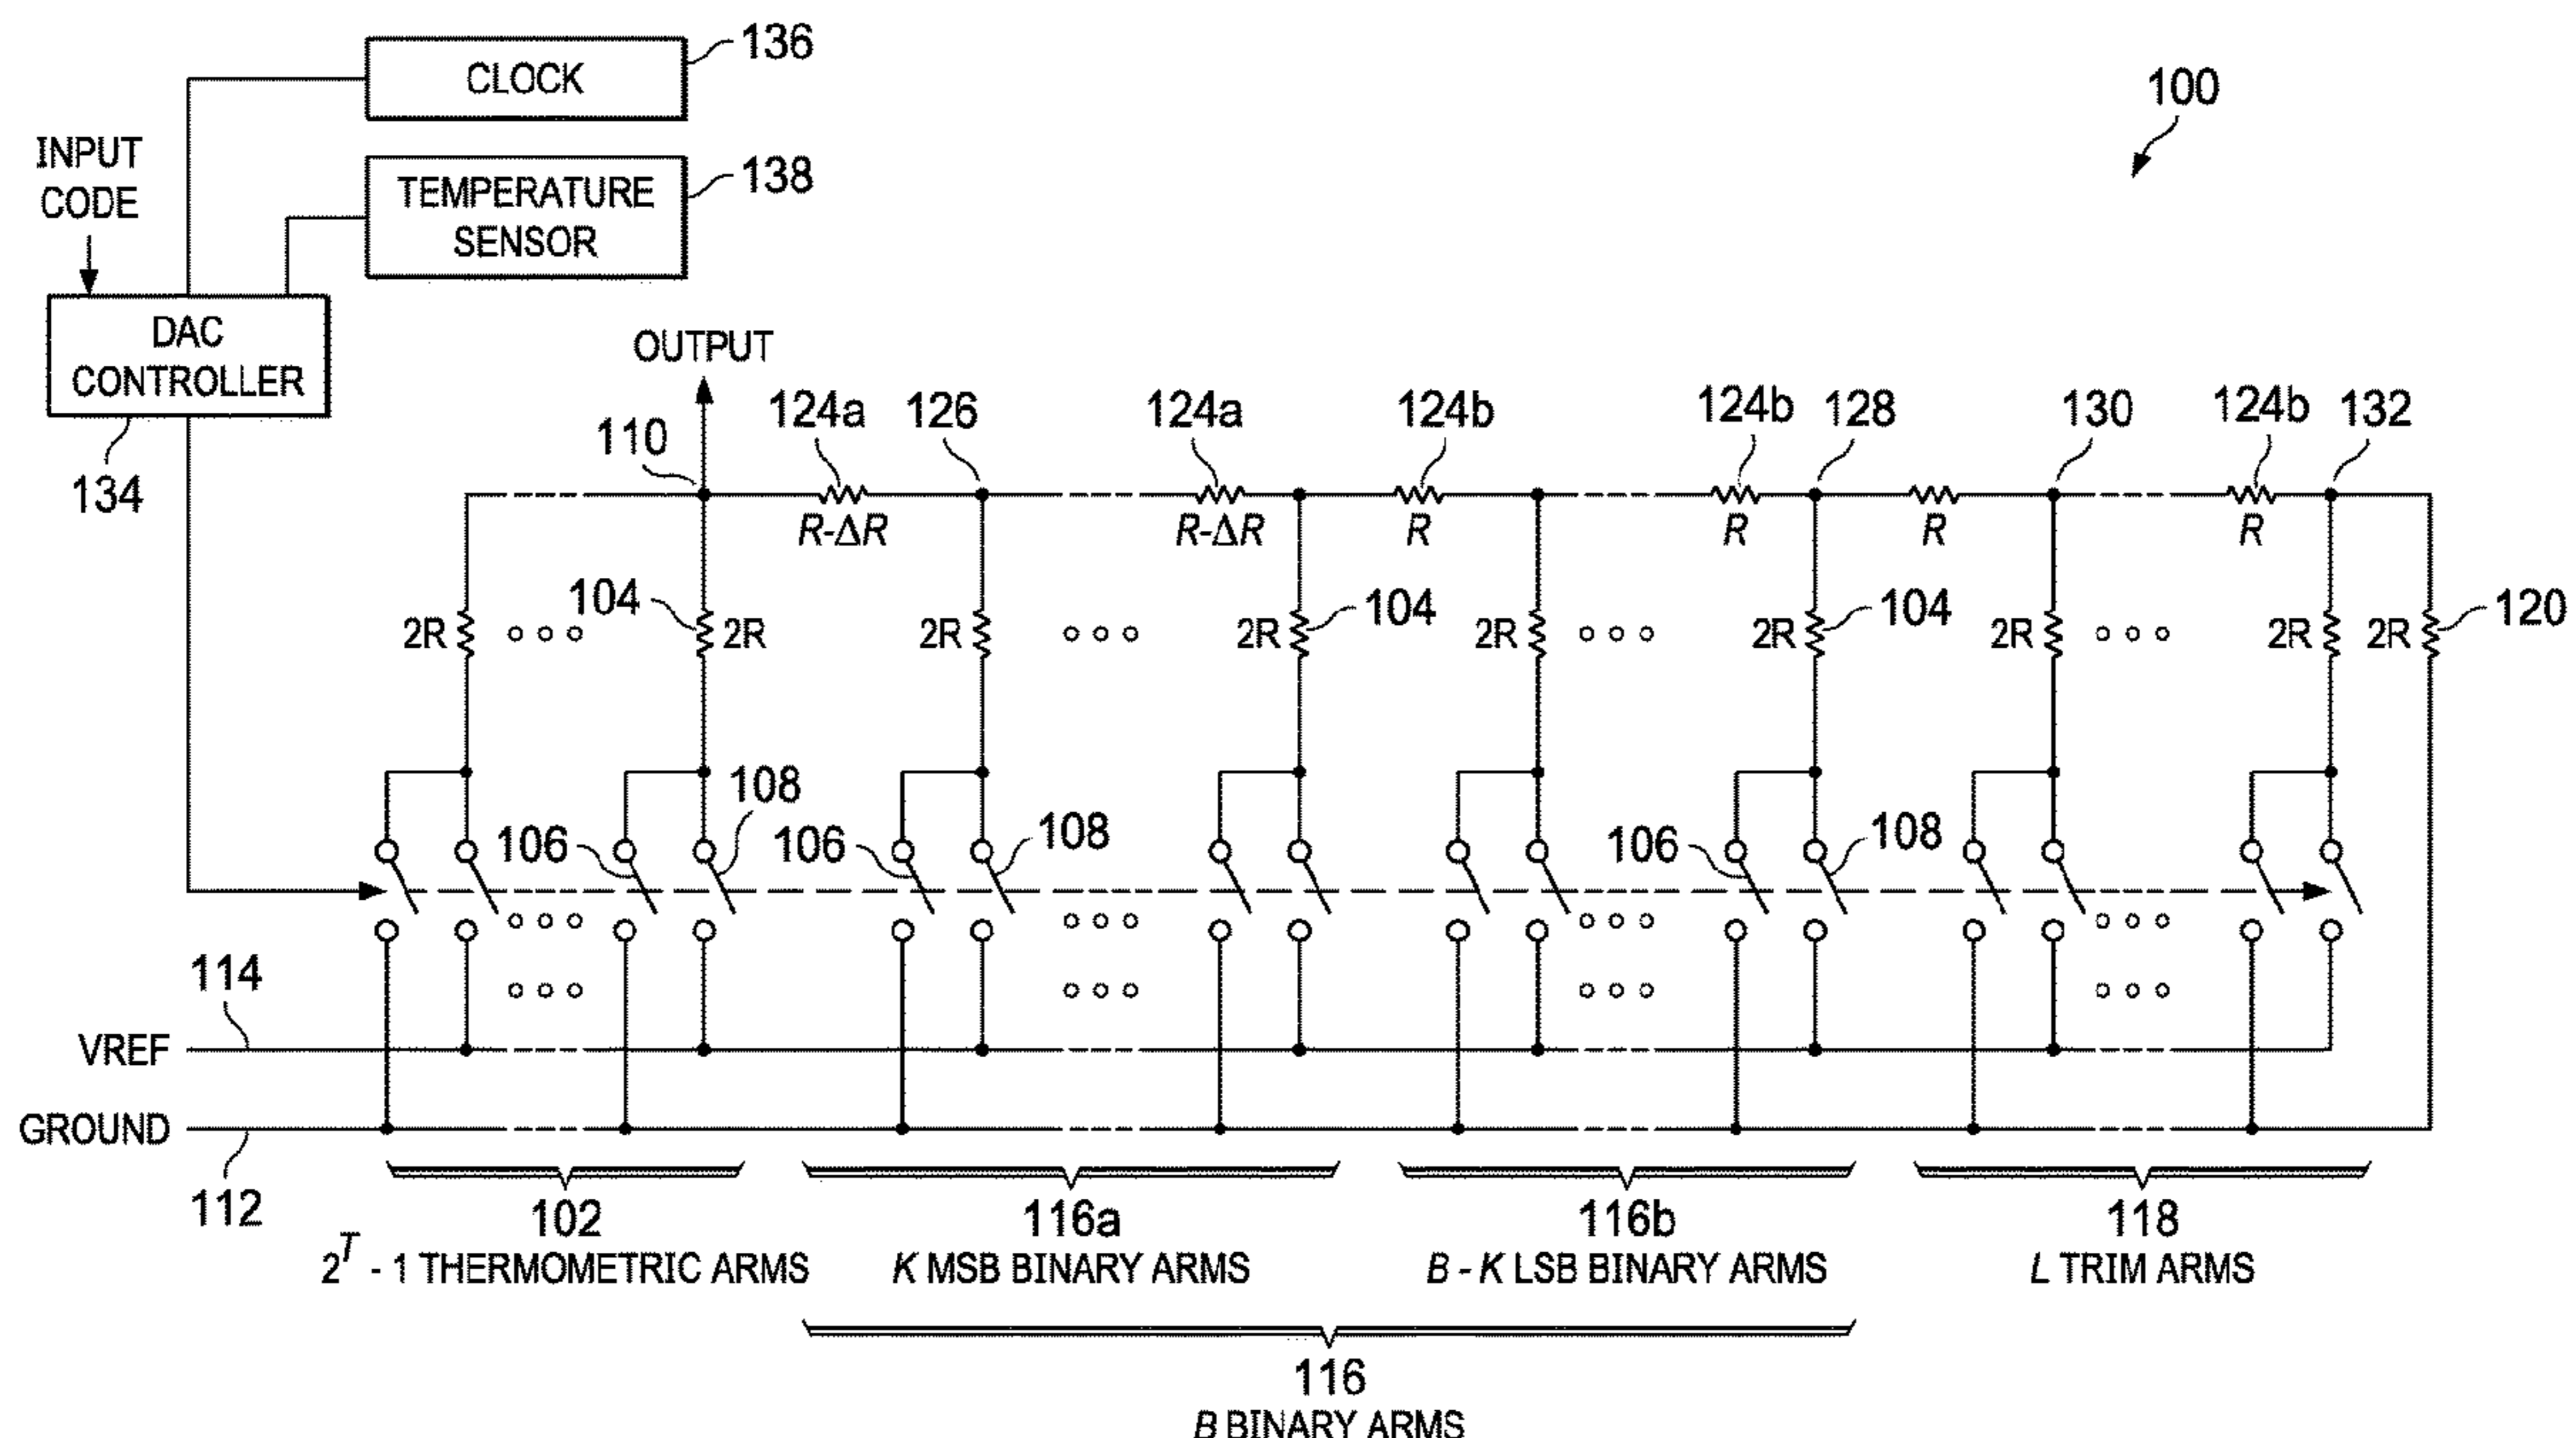 136
CLOCK
100
INPUT
CODE
138
TEMPERATURE
SENSOR
DAC
CONTROLLER
134
OUTPUT
110
124a
126
124a
124b
124b
128
130
124b
132
R-ΔR
R-ΔR
R
R
R
R
2R
104
2R
2R
2R
104
2R
2R
104
2R
2R
2R
120
106
108
106
108
106
108
114
VREF
GROUND
112
102
2^T - 1 THERMOMETRIC ARMS
116a
K MSB BINARY ARMS
116b
B - K LSB BINARY ARMS
118
L TRIM ARMS
116
B BINARY ARMS